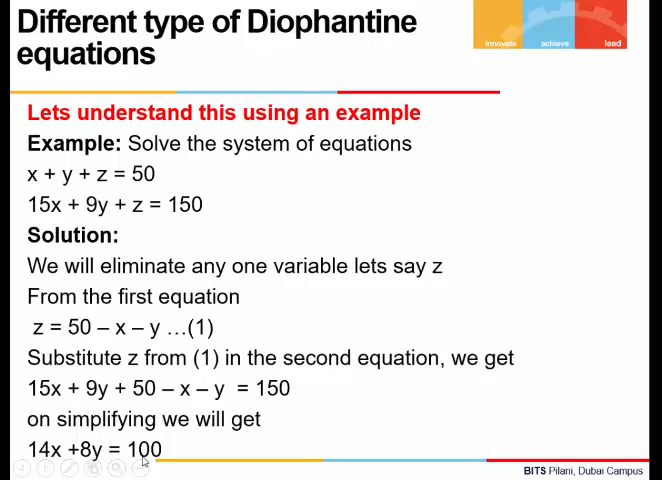 Different type of Diophantine
equations
innovate achieve lead
Lets understand this using an example
Example: Solve the system of equations
x + y + z = 50
15x + 9y + z = 150
Solution:
We will eliminate any one variable lets say z
From the first equation
z = 50 – x – y …(1)
Substitute z from (1) in the second equation, we get
15x + 9y + 50 – x – y = 150
on simplifying we will get
14x +8y = 100
BITS Pilani, Dubai Campus